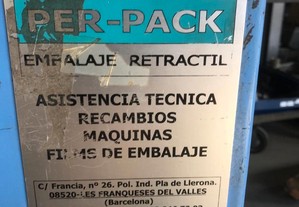 PER-PACK
EMBALAJE RETRACTIL
ASISTENCIA TECNICA
RECAMBIOS
MAQUINAS
FILMS DE EMBALAJE
C/ Francia, nº 26. Pol. Ind. Pla de Llerona.
08520-LES FRANQUESES DEL VALLES
(Barcelona)